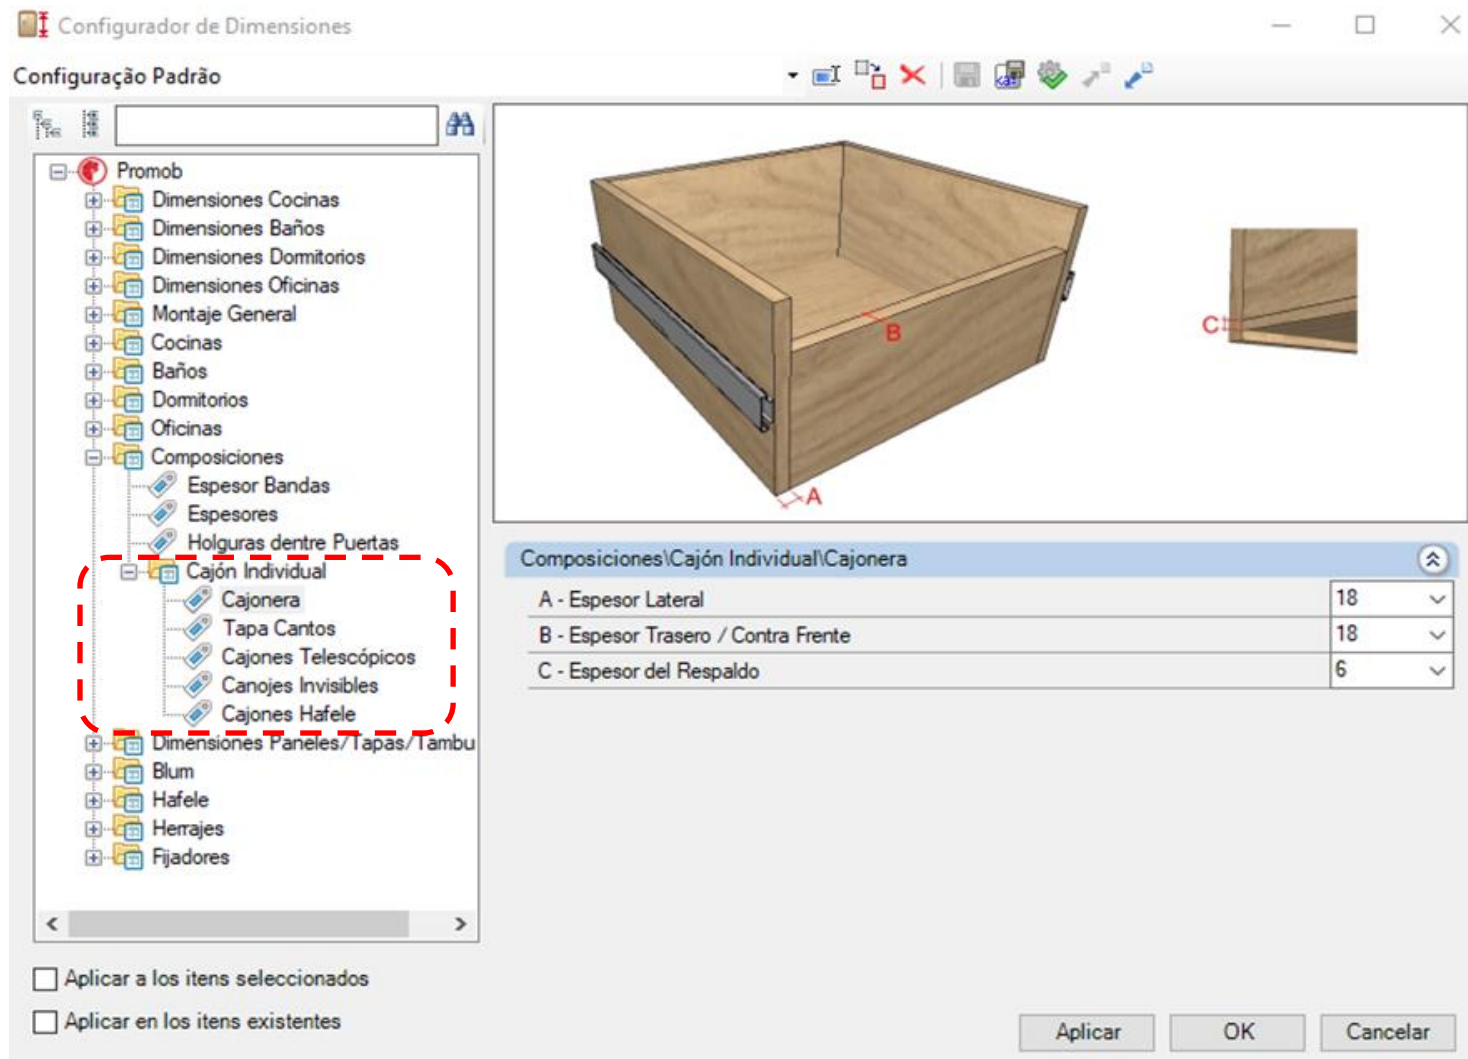 Configurador de Dimensiones
Configuração Padrão
Promob
Dimensiones Cocinas
Dimensiones Baños
Dimensiones Dormitorios
Dimensiones Oficinas
Montaje General
Cocinas
Baños
Dormitorios
Oficinas
Composiciones
Espesor Bandas
Espesores
Holguras dentre Puertas
Cajón Individual
Cajonera
Tapa Cantos
Cajones Telescópicos
Canojes Invisibles
Cajones Hafele
Dimensiones Paneles/Tapas/Tambu
Blum
Hafele
Herrajes
Fijadores
B
C
A
Composiciones\Cajón Individual\Cajonera
A - Espesor Lateral 18
B - Espesor Trasero / Contra Frente 18
C - Espesor del Respaldo 6
Aplicar a los itens seleccionados
Aplicar en los itens existentes
Aplicar OK Cancelar